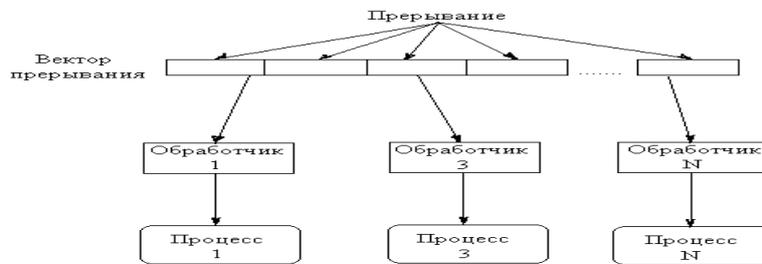 Прерывание
Вектор
прерывания
........
Обработчик
1
Обработчик
3
Обработчик
N
Процесс
1
Процесс
3
Процесс
N